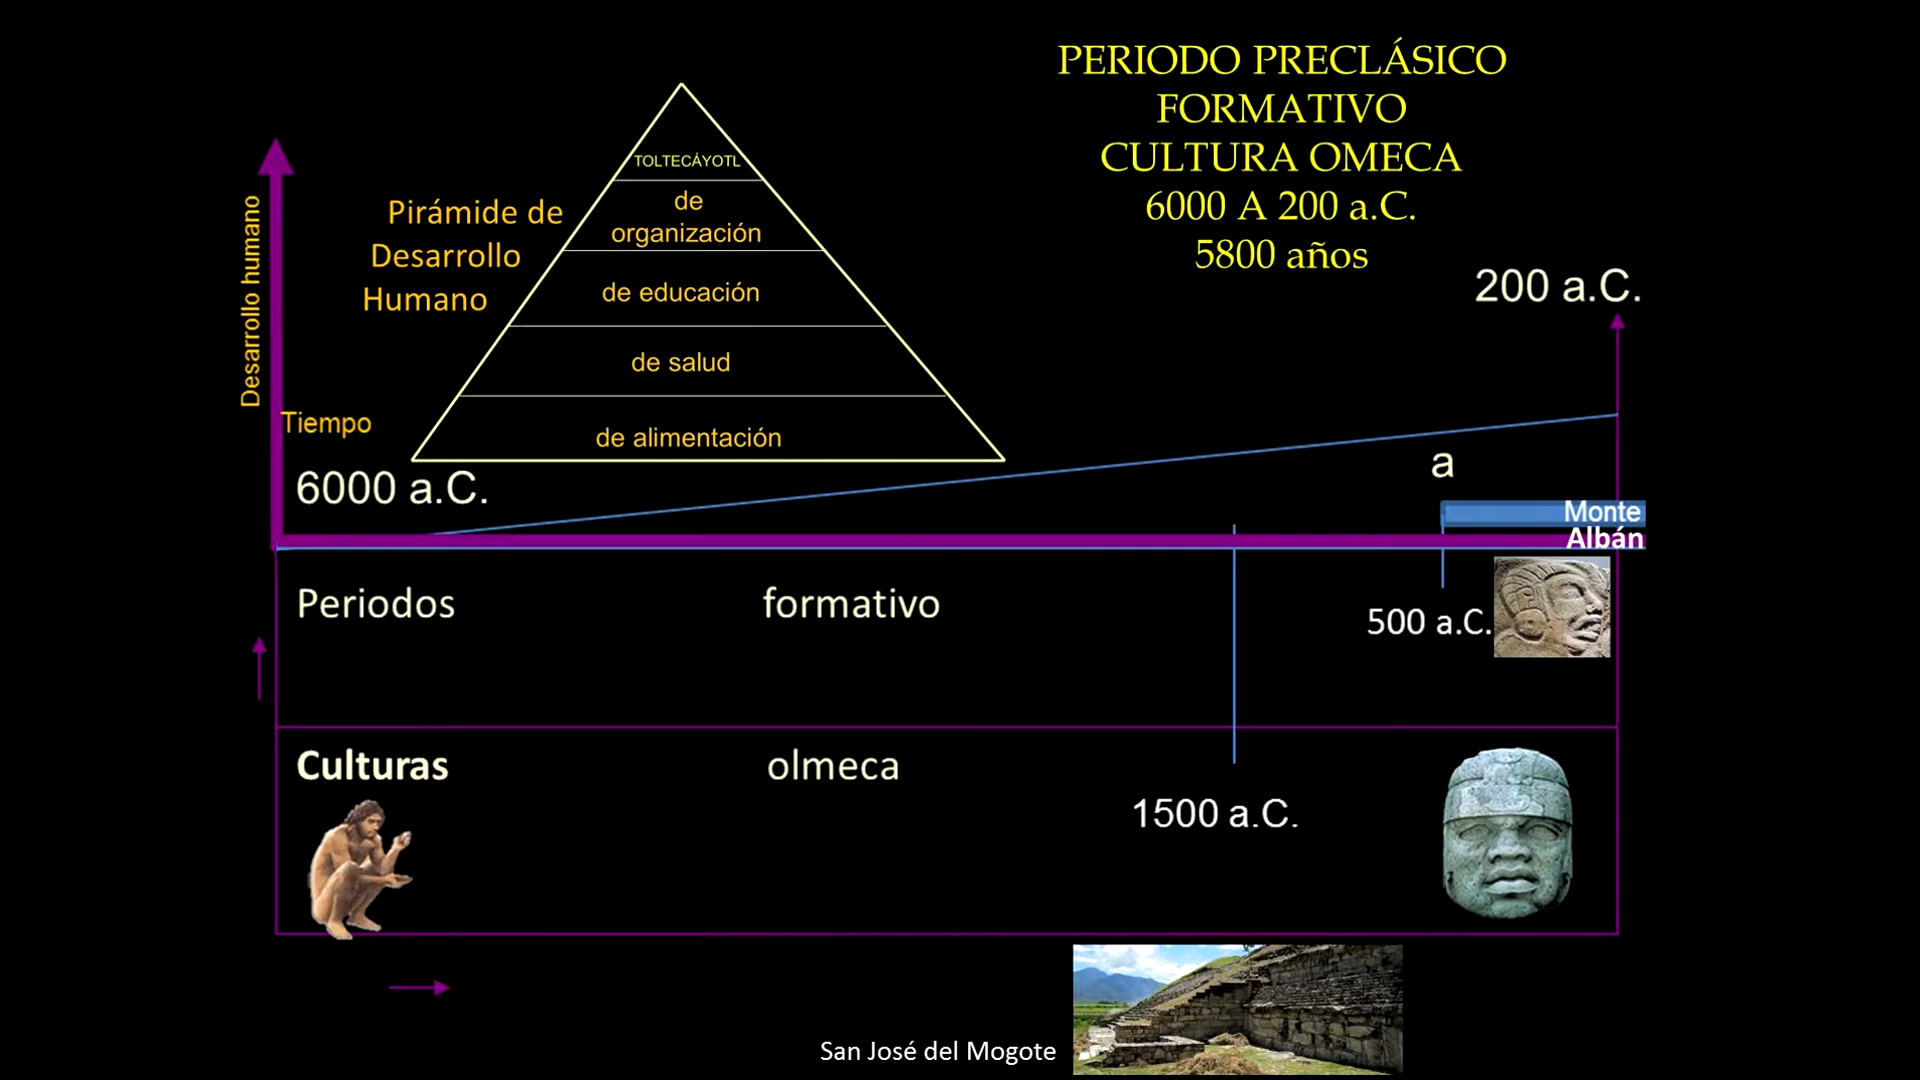 PERIODO PRECLÁSICO
FORMATIVO
CULTURA OMECA
6000 A 200 a.C.
5800 años
200 a.C.
Desarrollo humano
Pirámide de
Desarrollo
Humano
TOLTECÁYOTL
de
organización
de educación
de salud
de alimentación
Tiempo
6000 a.C.
a
Monte
Albán
Periodos
formativo
500 a.C.
Culturas
olmeca
1500 a.C.
San José del Mogote